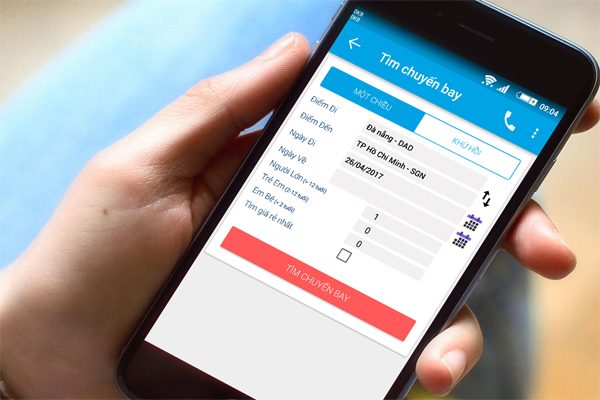 0KB
0KB
09:04
Tìm chuyến bay
MỘT CHIỀU
KHỨ HỒI
Điểm Đi
Đà nẵng - DAD
Điểm Đến
TP Hồ Chí Minh - SGN
Ngày Đi
26/04/2017
Ngày Về
Người Lớn (+ 12 tuổi)
1
Trẻ Em (2-12 tuổi)
0
Em Bé (+ 2 tuổi)
0
Tìm giá rẻ nhất
TÌM CHUYẾN BAY